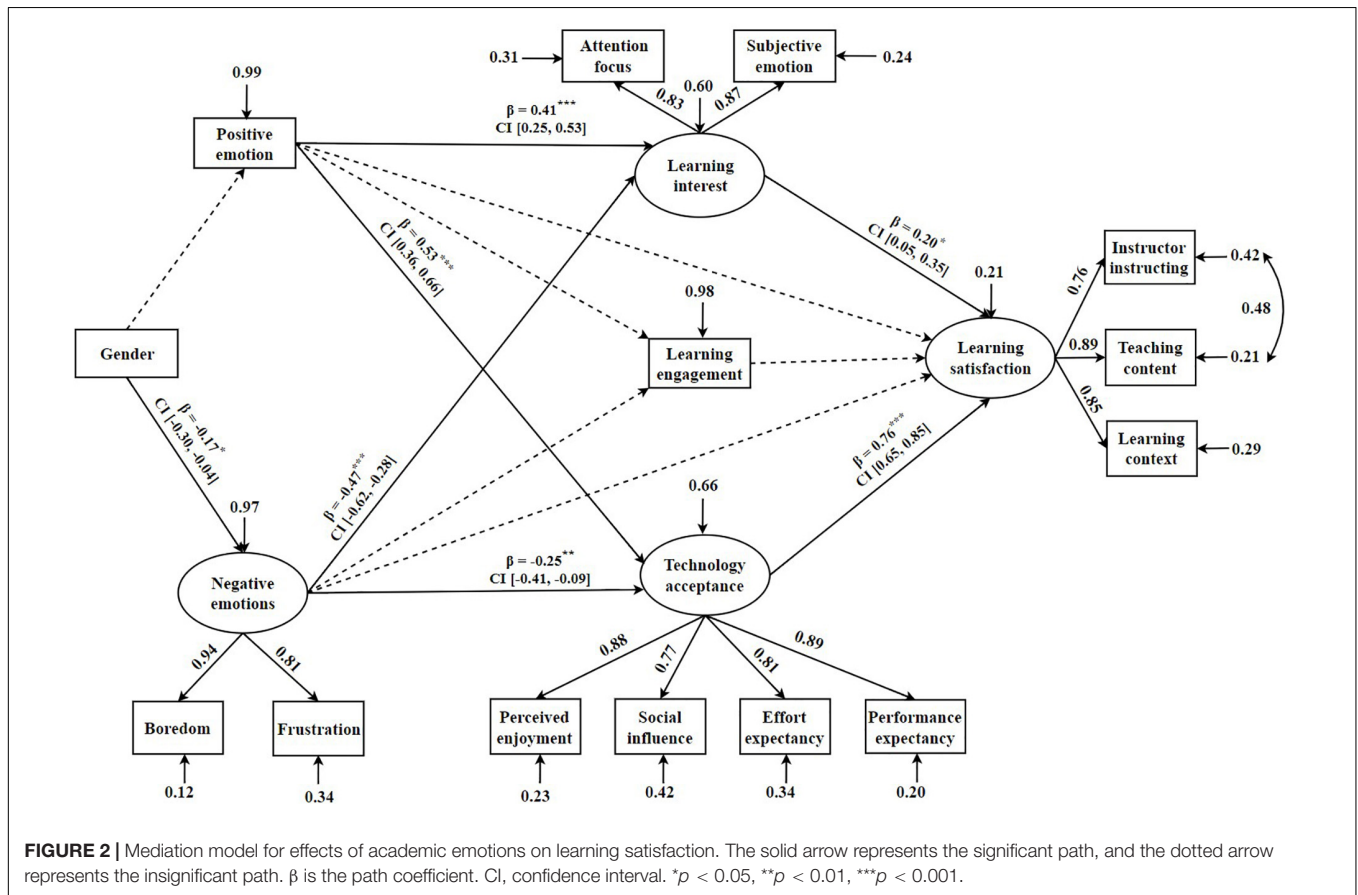 Attention
focus
0.31
Subjective
emotion
0.24
0.99
0.60
0.83
0.87
Positive
emotion
β = 0.41***
CI [0.25, 0.53]
Learning
interest
β = 0.53***
CI [0.36, 0.66]
β = 0.20*
CI [0.05, 0.35]
Instructor
instructing
0.42
0.76
0.21
0.98
0.48
Gender
Learning
engagement
Learning
satisfaction
0.89
Teaching
content
0.21
0.85
Learning
context
0.29
β = -0.17*
CI [-0.30, -0.04]
β = -0.47***
CI [-0.62, -0.28]
β = 0.76***
CI [0.65, 0.85]
0.97
0.66
Negative
emotions
β = -0.25**
CI [-0.41, -0.09]
Technology
acceptance
0.94
0.81
0.88
0.77
0.81
0.89
Boredom
Frustration
Perceived
enjoyment
Social
influence
Effort
expectancy
Performance
expectancy
0.12
0.34
0.23
0.42
0.34
0.20
FIGURE 2 | Mediation model for effects of academic emotions on learning satisfaction. The solid arrow represents the significant path, and the dotted arrow
represents the insignificant path. β is the path coefficient. CI, confidence interval. *p < 0.05, **p < 0.01, ***p < 0.001.